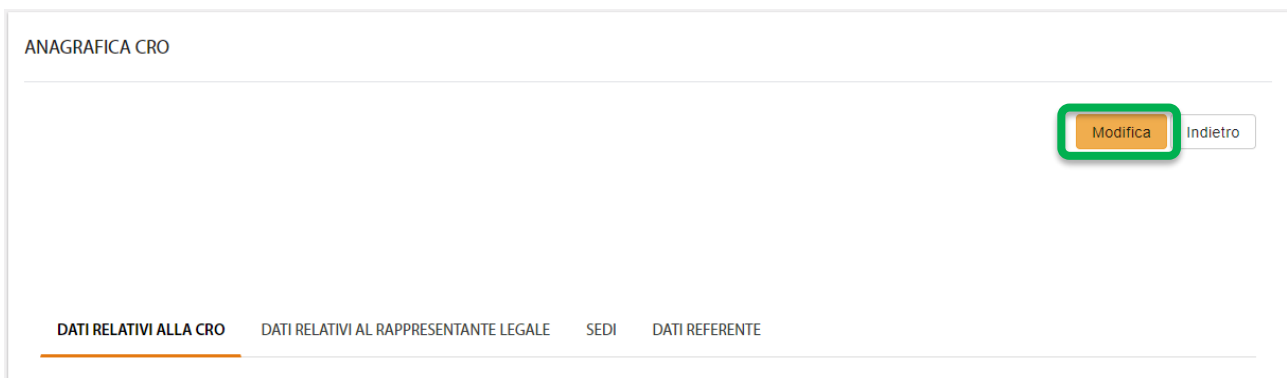 ANAGRAFICA CRO
Modifica Indietro
DATI RELATIVI ALLA CRO DATI RELATIVI AL RAPPRESENTANTE LEGALE SEDI DATI REFERENTE